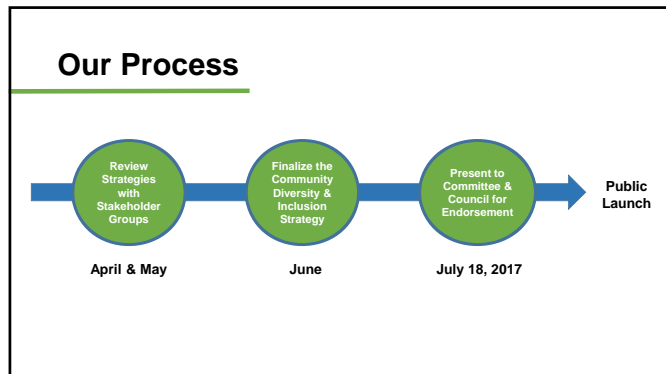 Our Process
Review
Strategies
with
Stakeholder
Groups
Finalize the
Community
Diversity &
Inclusion
Strategy
Present to
Committee &
Council for
Endorsement
Public
Launch
April & May
June
July 18, 2017